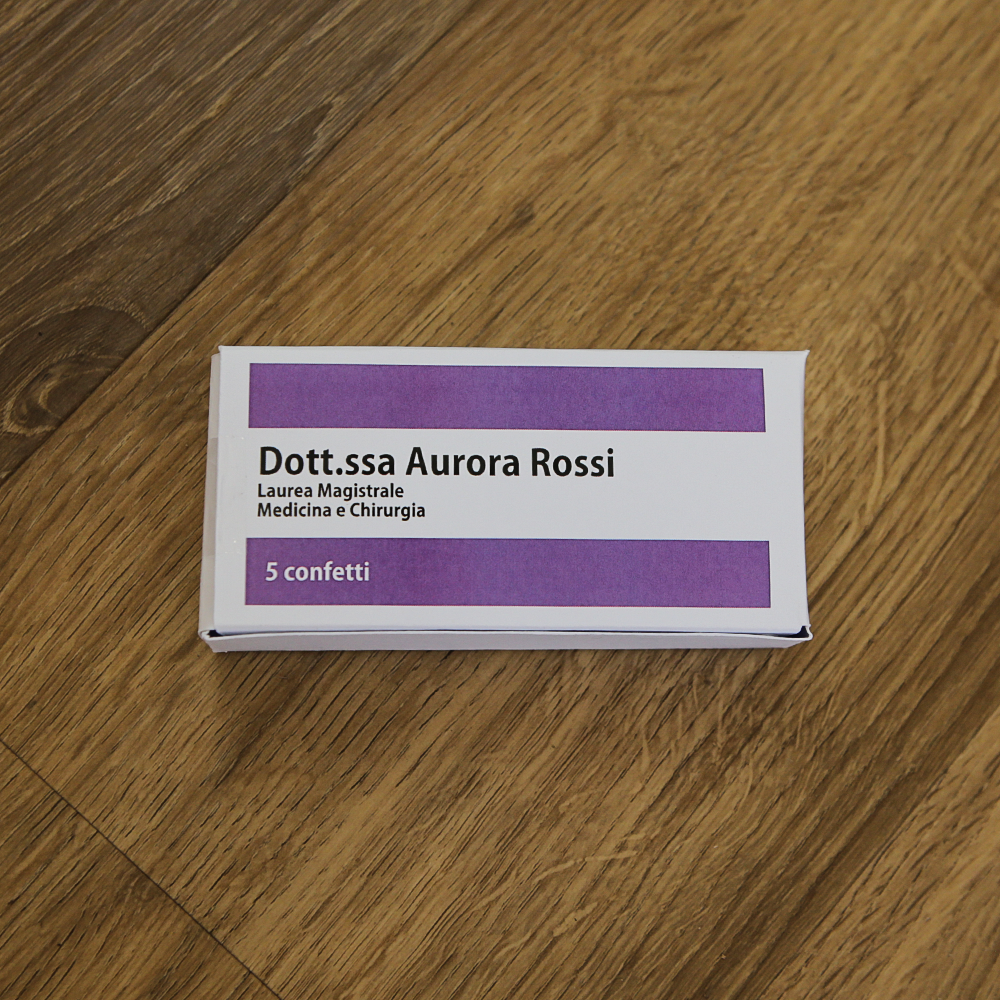 Dott.ssa Aurora Rossi
Laurea Magistrale
Medicina e Chirurgia
5 confetti